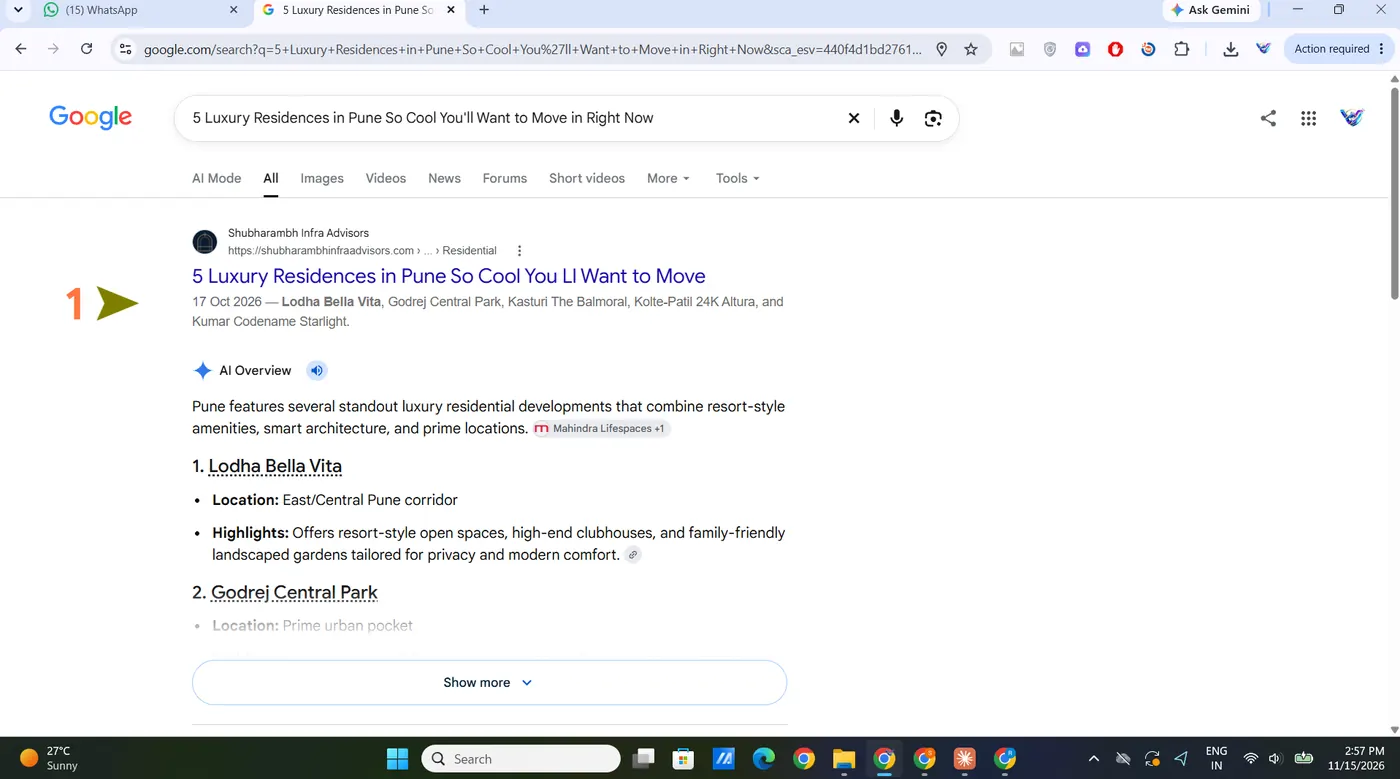 (15) WhatsApp
5 Luxury Residences in Pune So
Ask Gemini
google.com/search?q=5+Luxury+Residences+in+Pune+So+Cool+You%27ll+Want+to+Move+in+Right+Now&sca_esv=440f4d1bd2761...
Action required
Google
5 Luxury Residences in Pune So Cool You'll Want to Move in Right Now
AI Mode All Images Videos News Forums Short videos More Tools
Shubharambh Infra Advisors
https://shubharambhinfraadvisors.com › ... › Residential
5 Luxury Residences in Pune So Cool You Ll Want to Move
1
17 Oct 2026 — Lodha Bella Vita, Godrej Central Park, Kasturi The Balmoral, Kolte-Patil 24K Altura, and
Kumar Codename Starlight.
AI Overview
Pune features several standout luxury residential developments that combine resort-style
amenities, smart architecture, and prime locations. Mahindra Lifespaces +1
1. Lodha Bella Vita
• Location: East/Central Pune corridor
• Highlights: Offers resort-style open spaces, high-end clubhouses, and family-friendly
landscaped gardens tailored for privacy and modern comfort.
2. Godrej Central Park
• Location: Prime urban pocket
Show more
27°C
Sunny
Search
ENG
IN
2:57 PM
11/15/2026